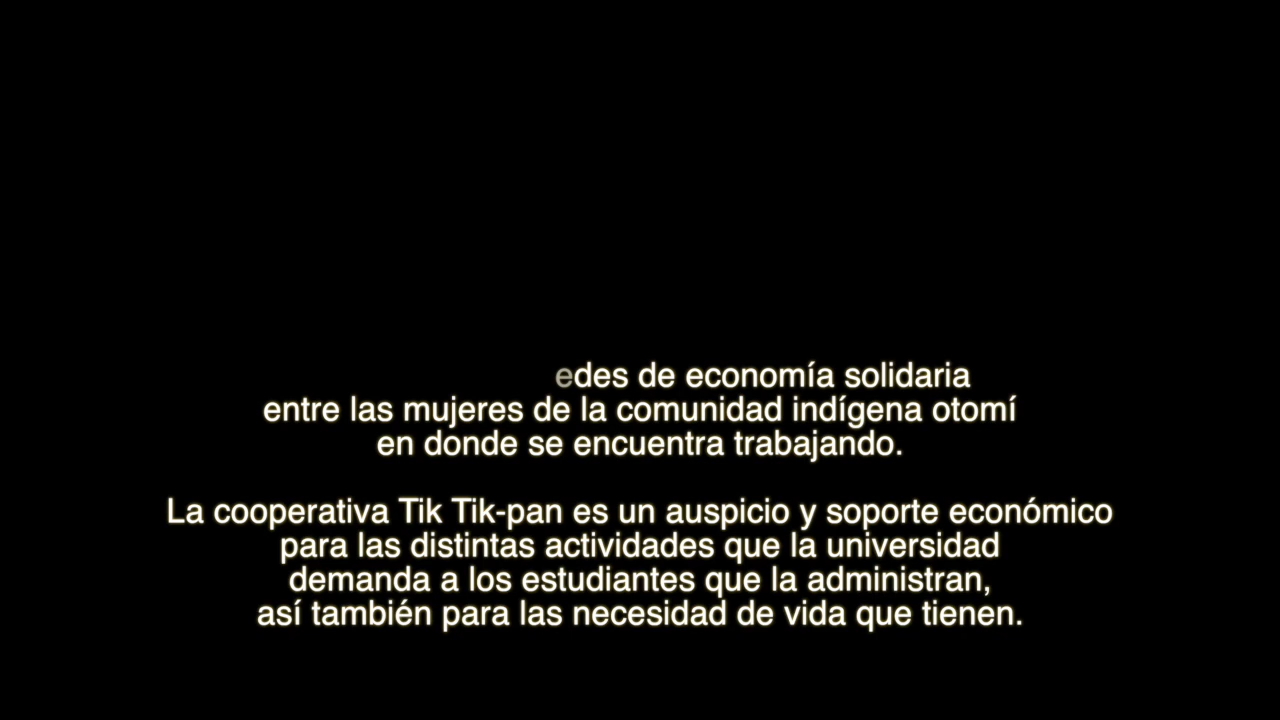 edes de economía solidaria
entre las mujeres de la comunidad indígena otomí
en donde se encuentra trabajando.
La cooperativa Tik Tik-pan es un auspicio y soporte económico
para las distintas actividades que la universidad
demanda a los estudiantes que la administran,
así también para las necesidad de vida que tienen.